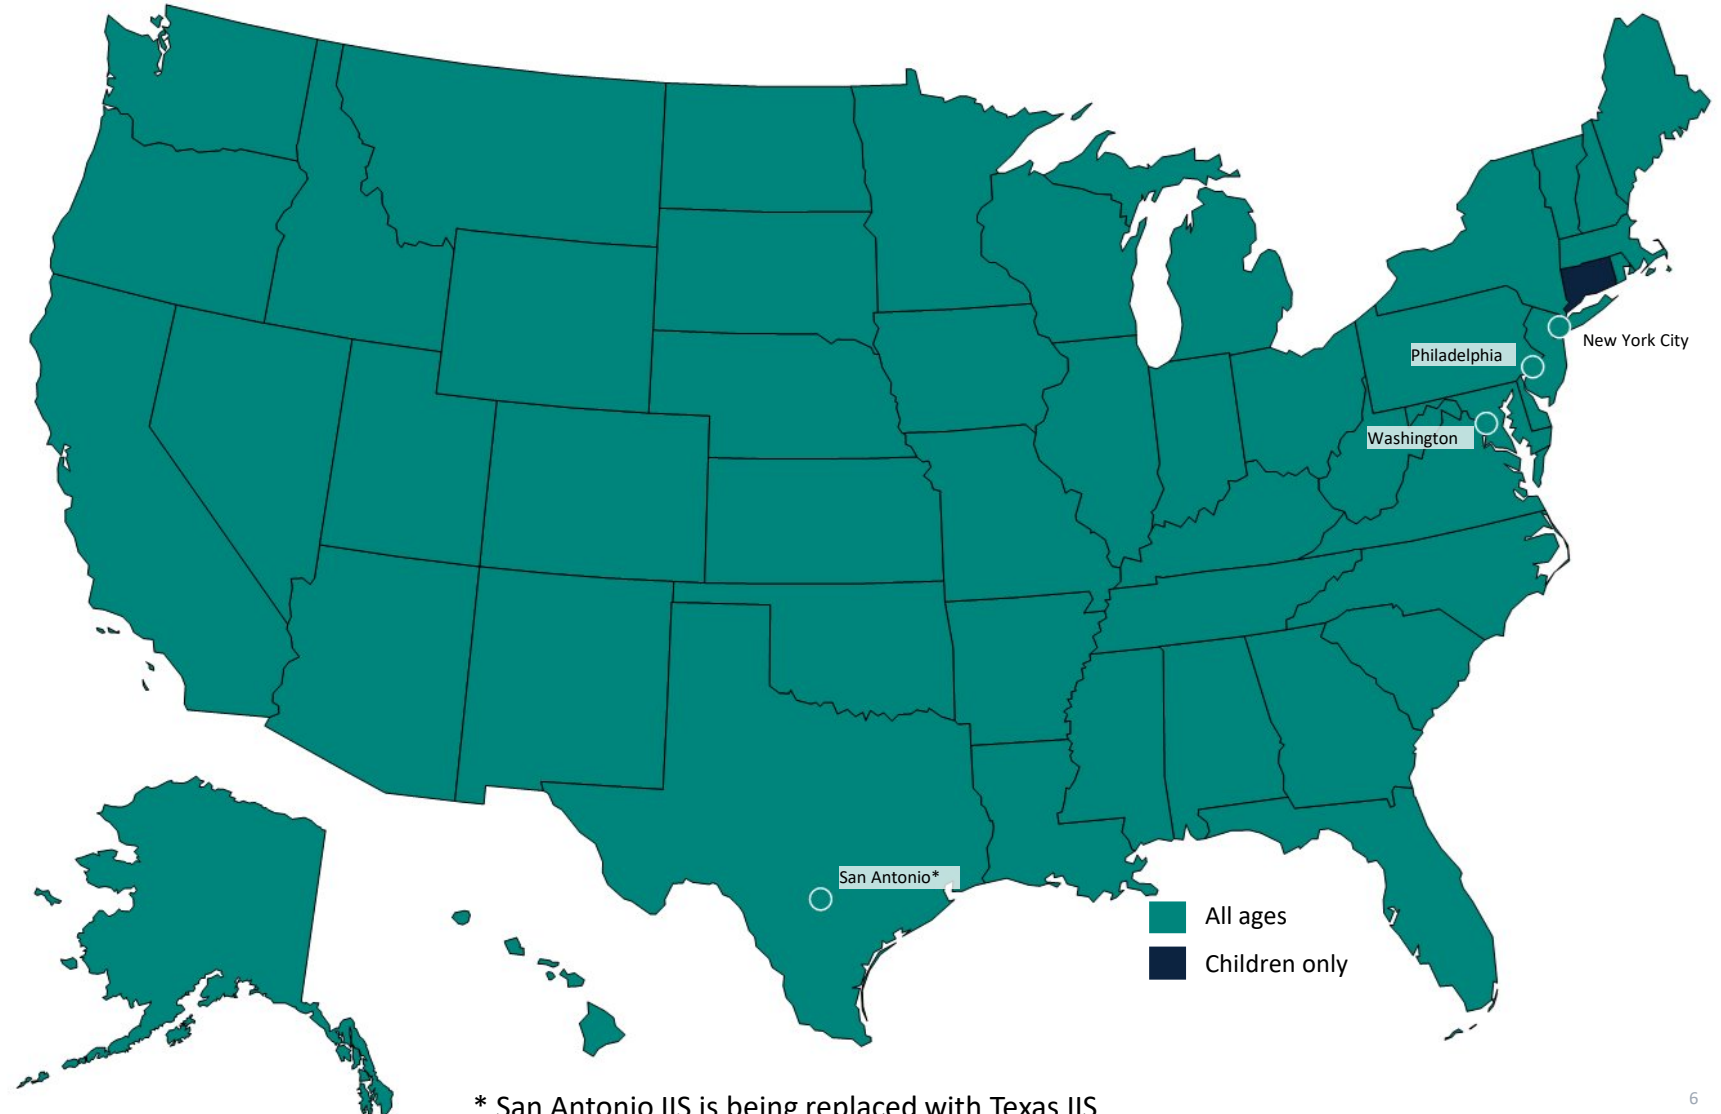 New York City
Philadelphia
Washington
San Antonio*
All ages
Children only
* San Antonio IIS is being replaced with Texas IIS
6